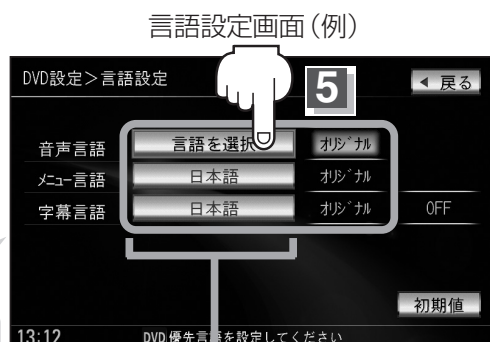 言語設定画面(例)
DVD設定>言語設定
5
◀ 戻る
音声言語 言語を選択 オリジナル
メニュー言語 日本語 オリジナル
字幕言語 日本語 オリジナル OFF
初期値
13:12 DVD優先言語を設定してください